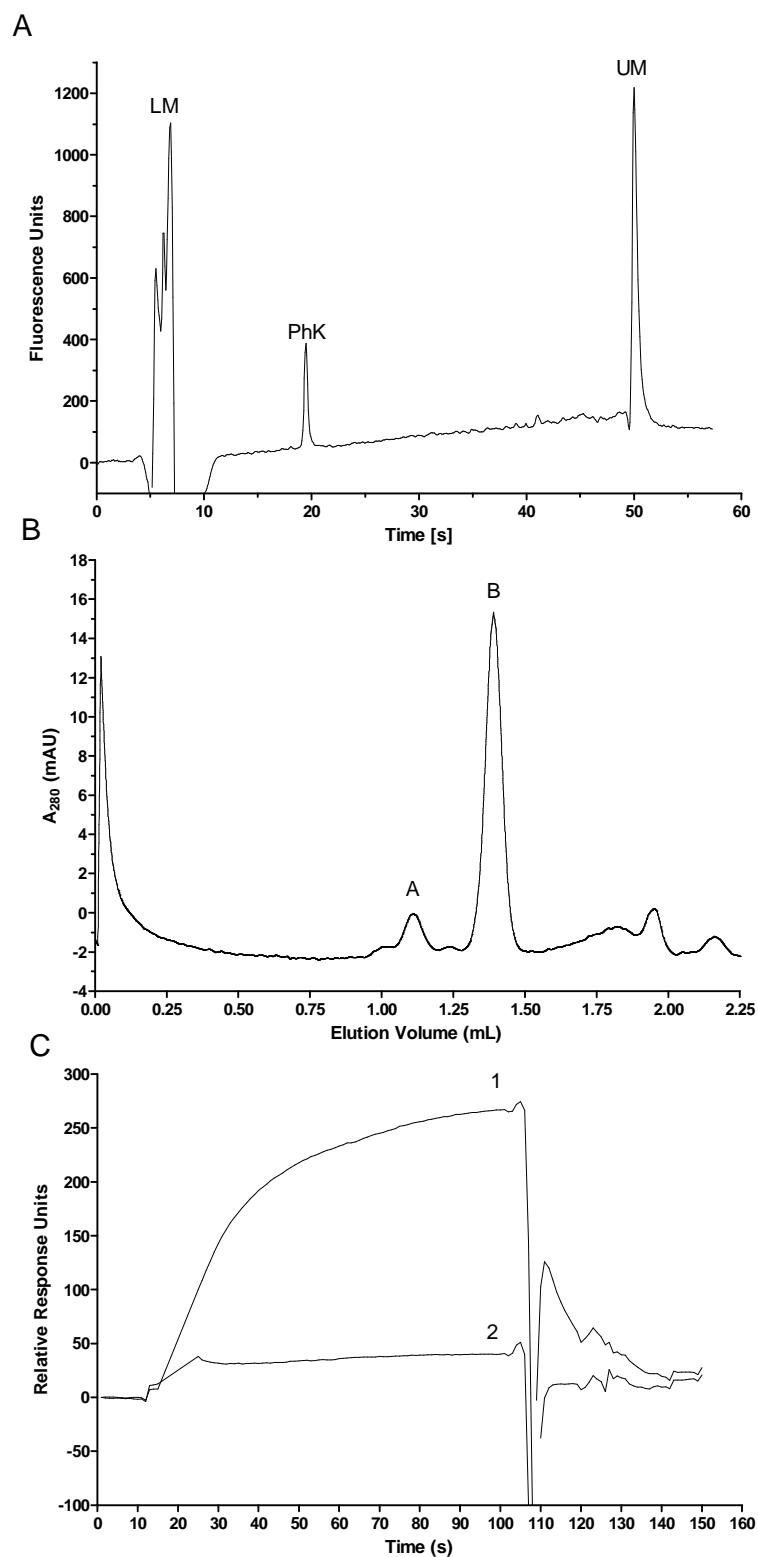 A
Fluorescence Units
1200
1000
800
600
400
200
0
LM
PhK
UM
0 10 20 30 40 50 60
Time [s]
B
A280 (mAU)
18
16
14
12
10
8
6
4
2
0
-2
-4
A
B
0.00 0.25 0.50 0.75 1.00 1.25 1.50 1.75 2.00 2.25
Elution Volume (mL)
C
Relative Response Units
300
250
200
150
100
50
0
-50
-100
1
2
0 10 20 30 40 50 60 70 80 90 100 110 120 130 140 150 160
Time (s)